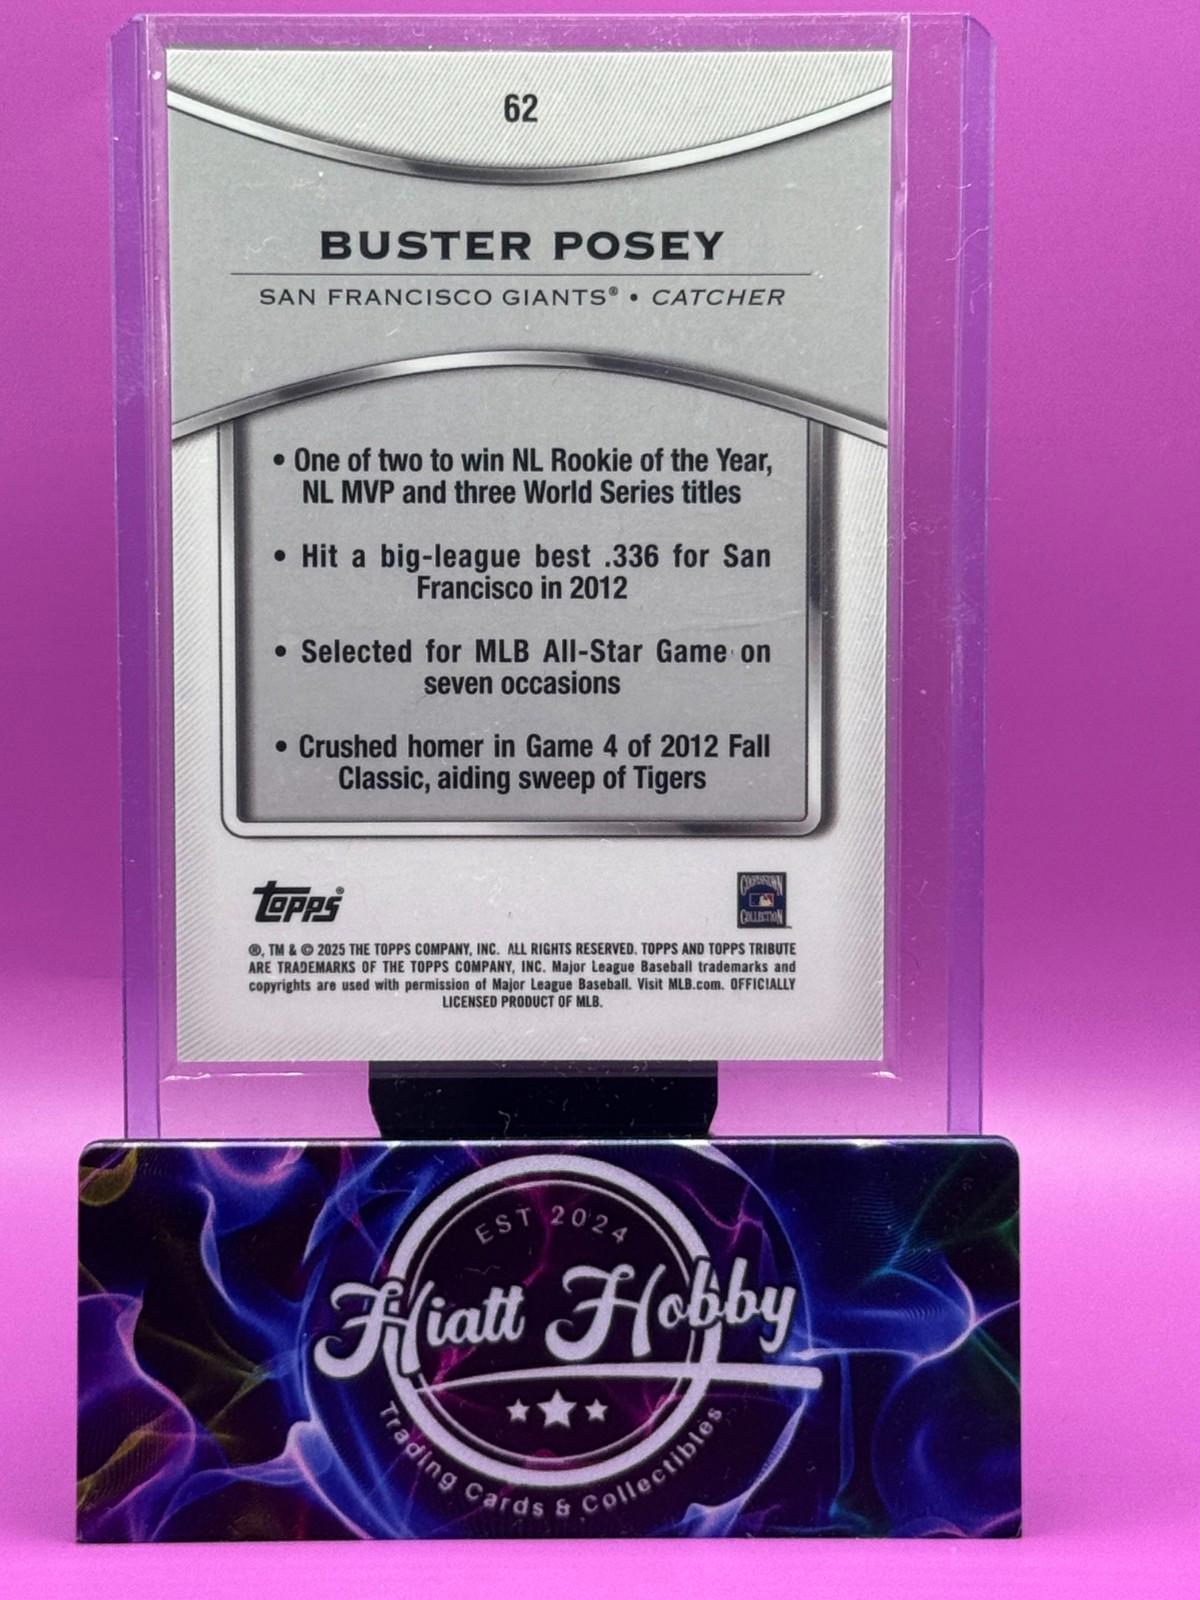 62
BUSTER POSEY
SAN FRANCISCO GIANTS® • CATCHER
• One of two to win NL Rookie of the Year,
NL MVP and three World Series titles
• Hit a big-league best .336 for San
Francisco in 2012
• Selected for MLB All-Star Game on
seven occasions
• Crushed homer in Game 4 of 2012 Fall
Classic, aiding sweep of Tigers
Topps®
COOPERSTOWN
COLLECTION
®, TM & © 2025 THE TOPPS COMPANY, INC. ALL RIGHTS RESERVED. TOPPS AND TOPPS TRIBUTE
ARE TRADEMARKS OF THE TOPPS COMPANY, INC. Major League Baseball trademarks and
copyrights are used with permission of Major League Baseball. Visit MLB.com. OFFICIALLY
LICENSED PRODUCT OF MLB.
EST 2024
Hiatt Hobby
Trading Cards & Collectibles